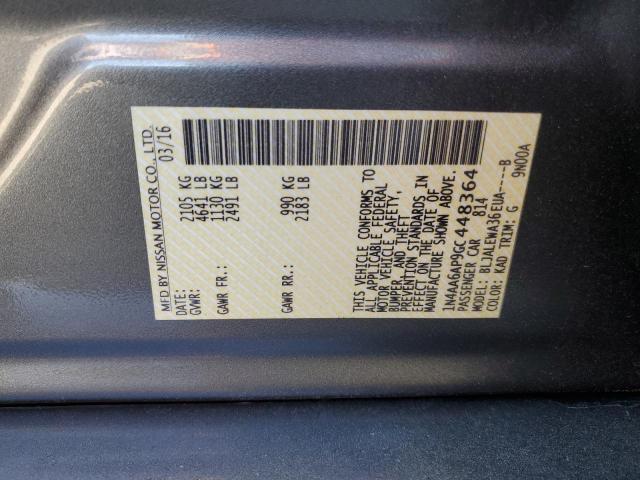 MFD BY NISSAN MOTOR CO., LTD.
DATE: 03/16
GVWR: 2105 KG
4641 LB
GAWR FR: 1130 KG
2491 LB
GAWR RR: 990 KG
2183 LB
THIS VEHICLE CONFORMS TO
ALL APPLICABLE FEDERAL
MOTOR VEHICLE SAFETY,
BUMPER, AND THEFT
PREVENTION STANDARDS IN
EFFECT ON THE DATE OF
MANUFACTURE SHOWN ABOVE.
1N4AA6AP9GC448364
PASSENGER CAR 814
MODEL: BLJALEWA36EUA-----B
COLOR: KAD TRIM: G 9N00A